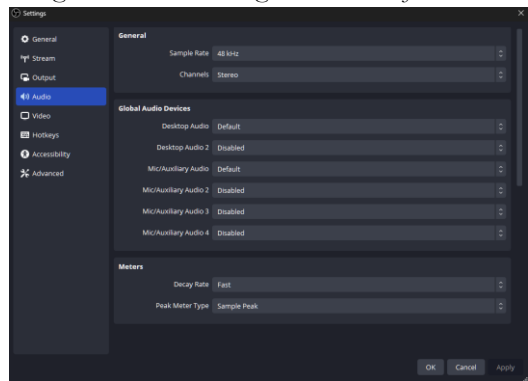 Settings
General
Stream
Output
Audio
Video
Hotkeys
Accessibility
Advanced
General
Sample Rate 48 kHz
Channels Stereo
Global Audio Devices
Desktop Audio Default
Desktop Audio 2 Disabled
Mic/Auxiliary Audio Default
Mic/Auxiliary Audio 2 Disabled
Mic/Auxiliary Audio 3 Disabled
Mic/Auxiliary Audio 4 Disabled
Meters
Decay Rate Fast
Peak Meter Type Sample Peak
OK Cancel Apply